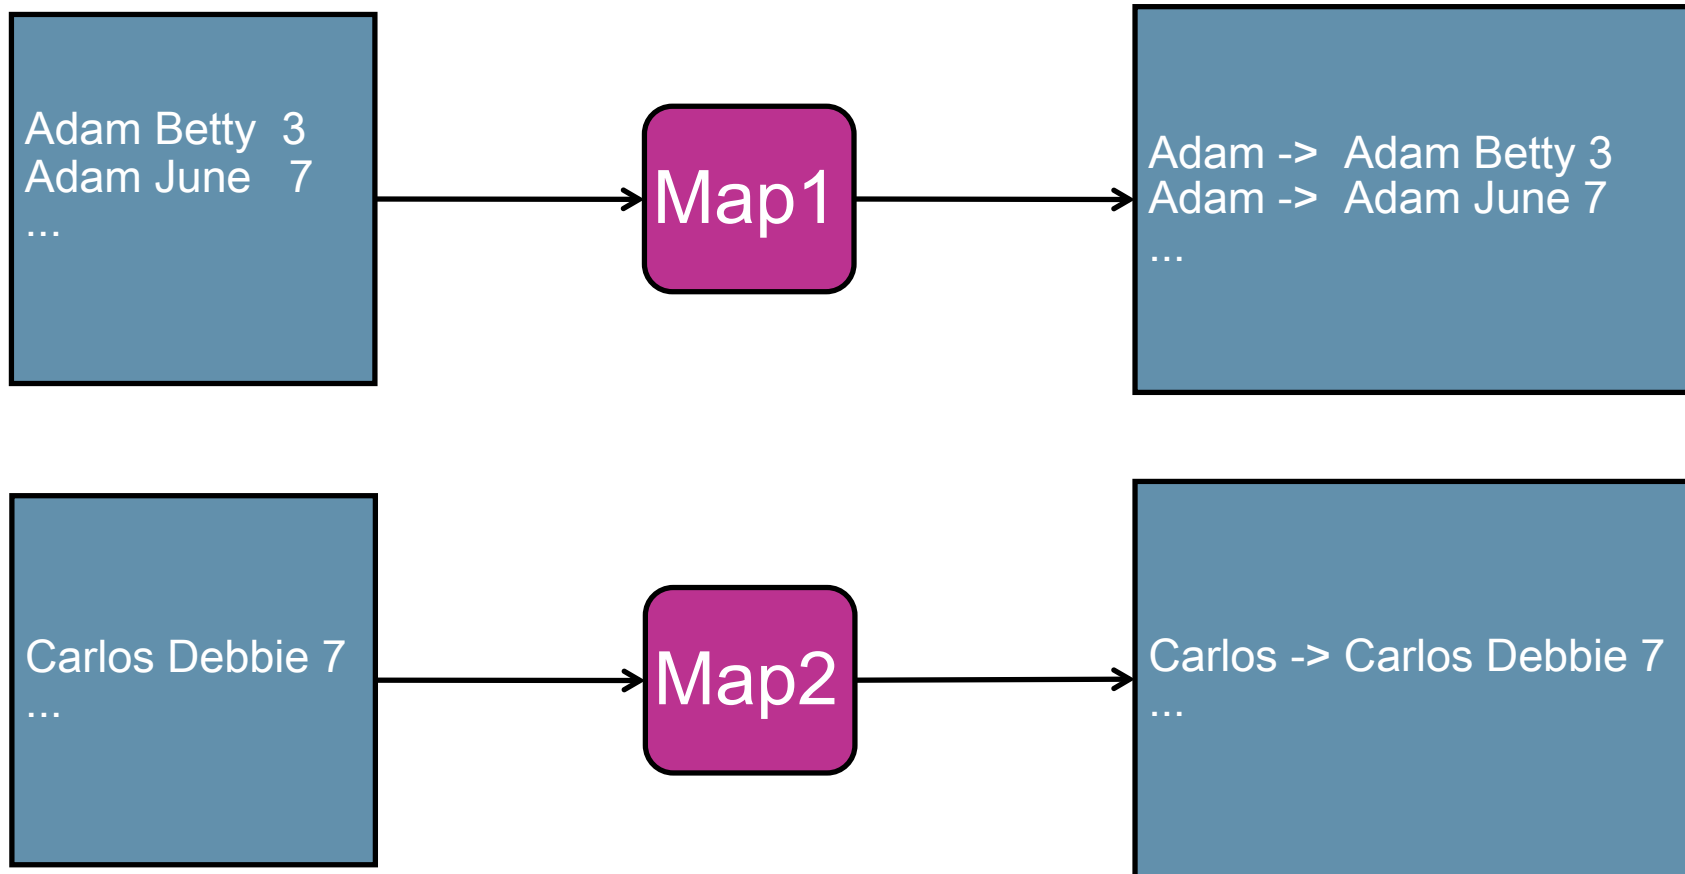 Adam Betty  3
Adam June   7
...
Map1
Adam ->  Adam Betty 3
Adam ->  Adam June 7
...
Carlos Debbie 7
...
Map2
Carlos -> Carlos Debbie 7
...